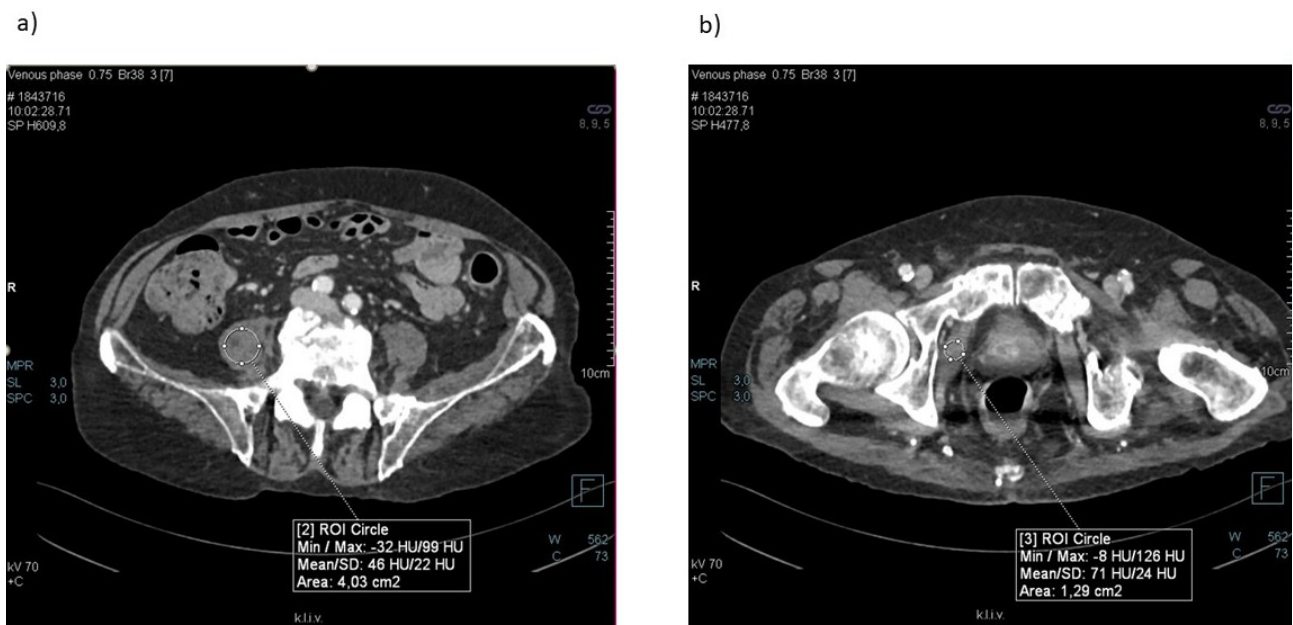 a)
Venous phase 0.75 Br38 3 [7]
# 1843716
10:02:28.71
SP H609,8
8, 9, 5
R
MPR
SL 3,0
SPC 3,0
10cm
F
[2] ROI Circle
Min / Max: -32 HU/99 HU
Mean/SD: 46 HU/22 HU
Area: 4,03 cm2
W 562
C 73
kV 70
+C
k.l.i.v.
b)
Venous phase 0.75 Br38 3 [7]
# 1843716
10:02:28.71
SP H477,8
8, 9, 5
R
MPR
SL 3,0
SPC 3,0
10cm
F
[3] ROI Circle
Min / Max: -8 HU/126 HU
Mean/SD: 71 HU/24 HU
Area: 1,29 cm2
W 562
C 73
kV 70
+C
k.l.i.v.